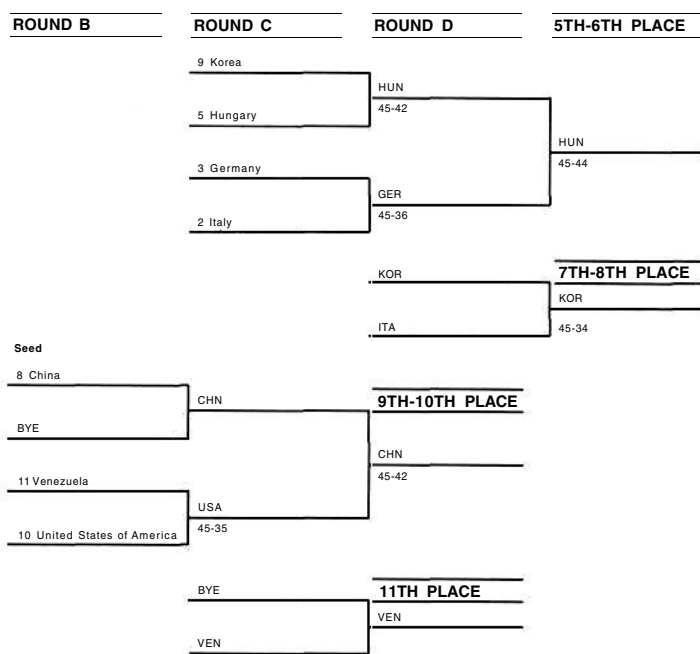 ROUND B ROUND C ROUND D 5TH-6TH PLACE
9 Korea
HUN
45-42
5 Hungary
HUN
45-44
3 Germany
GER
45-36
2 Italy
7TH-8TH PLACE
KOR
KOR
45-34
ITA
Seed
8 China
CHN
9TH-10TH PLACE
BYE
CHN
45-42
11 Venezuela
USA
45-35
10 United States of America
11TH PLACE
BYE
VEN
VEN